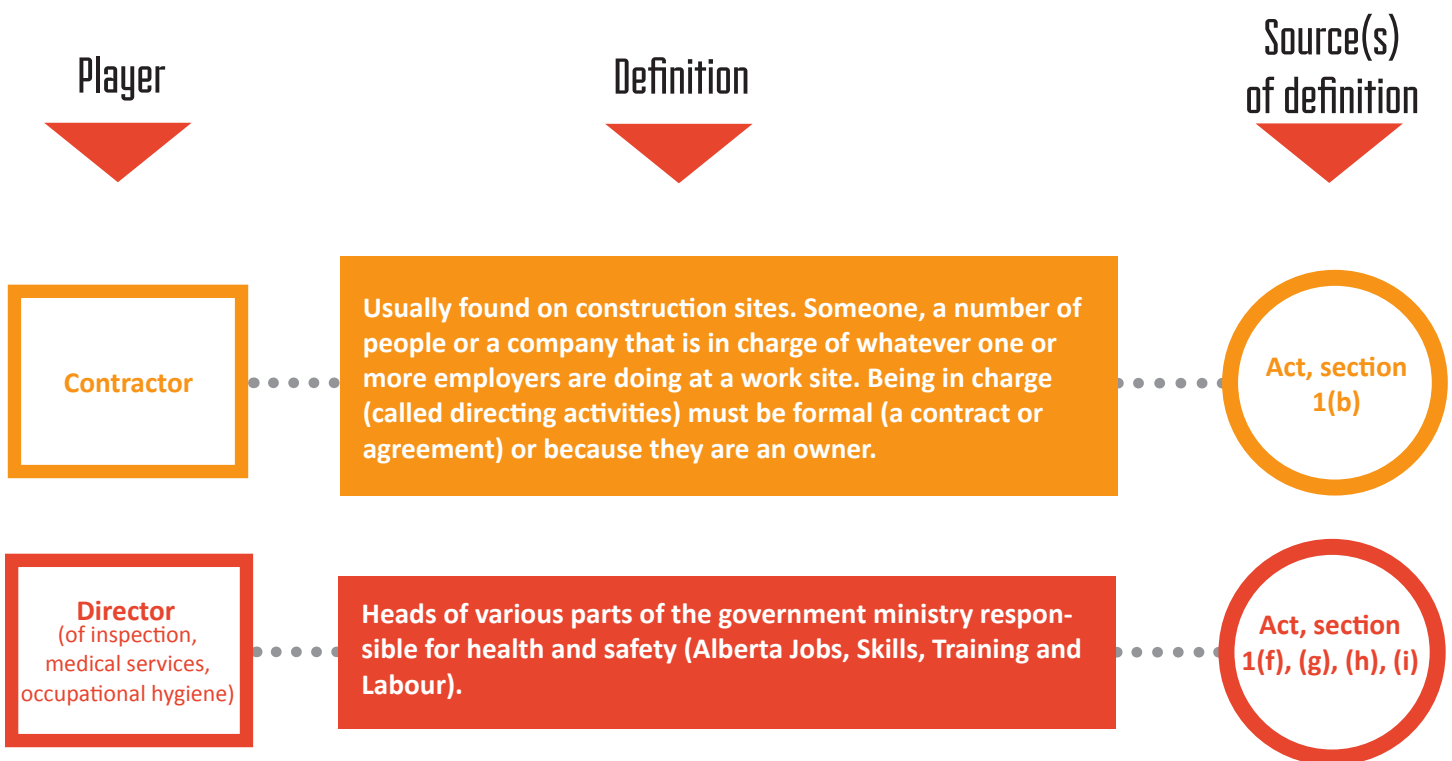 Player
Definition
Source(s)
of definition
Contractor
Usually found on construction sites. Someone, a number of
people or a company that is in charge of whatever one or
more employers are doing at a work site. Being in charge
(called directing activities) must be formal (a contract or
agreement) or because they are an owner.
Act, section
1(b)
Director
(of inspection,
medical services,
occupational hygiene)
Heads of various parts of the government ministry respon-
sible for health and safety (Alberta Jobs, Skills, Training and
Labour).
Act, section
1(f), (g), (h), (i)